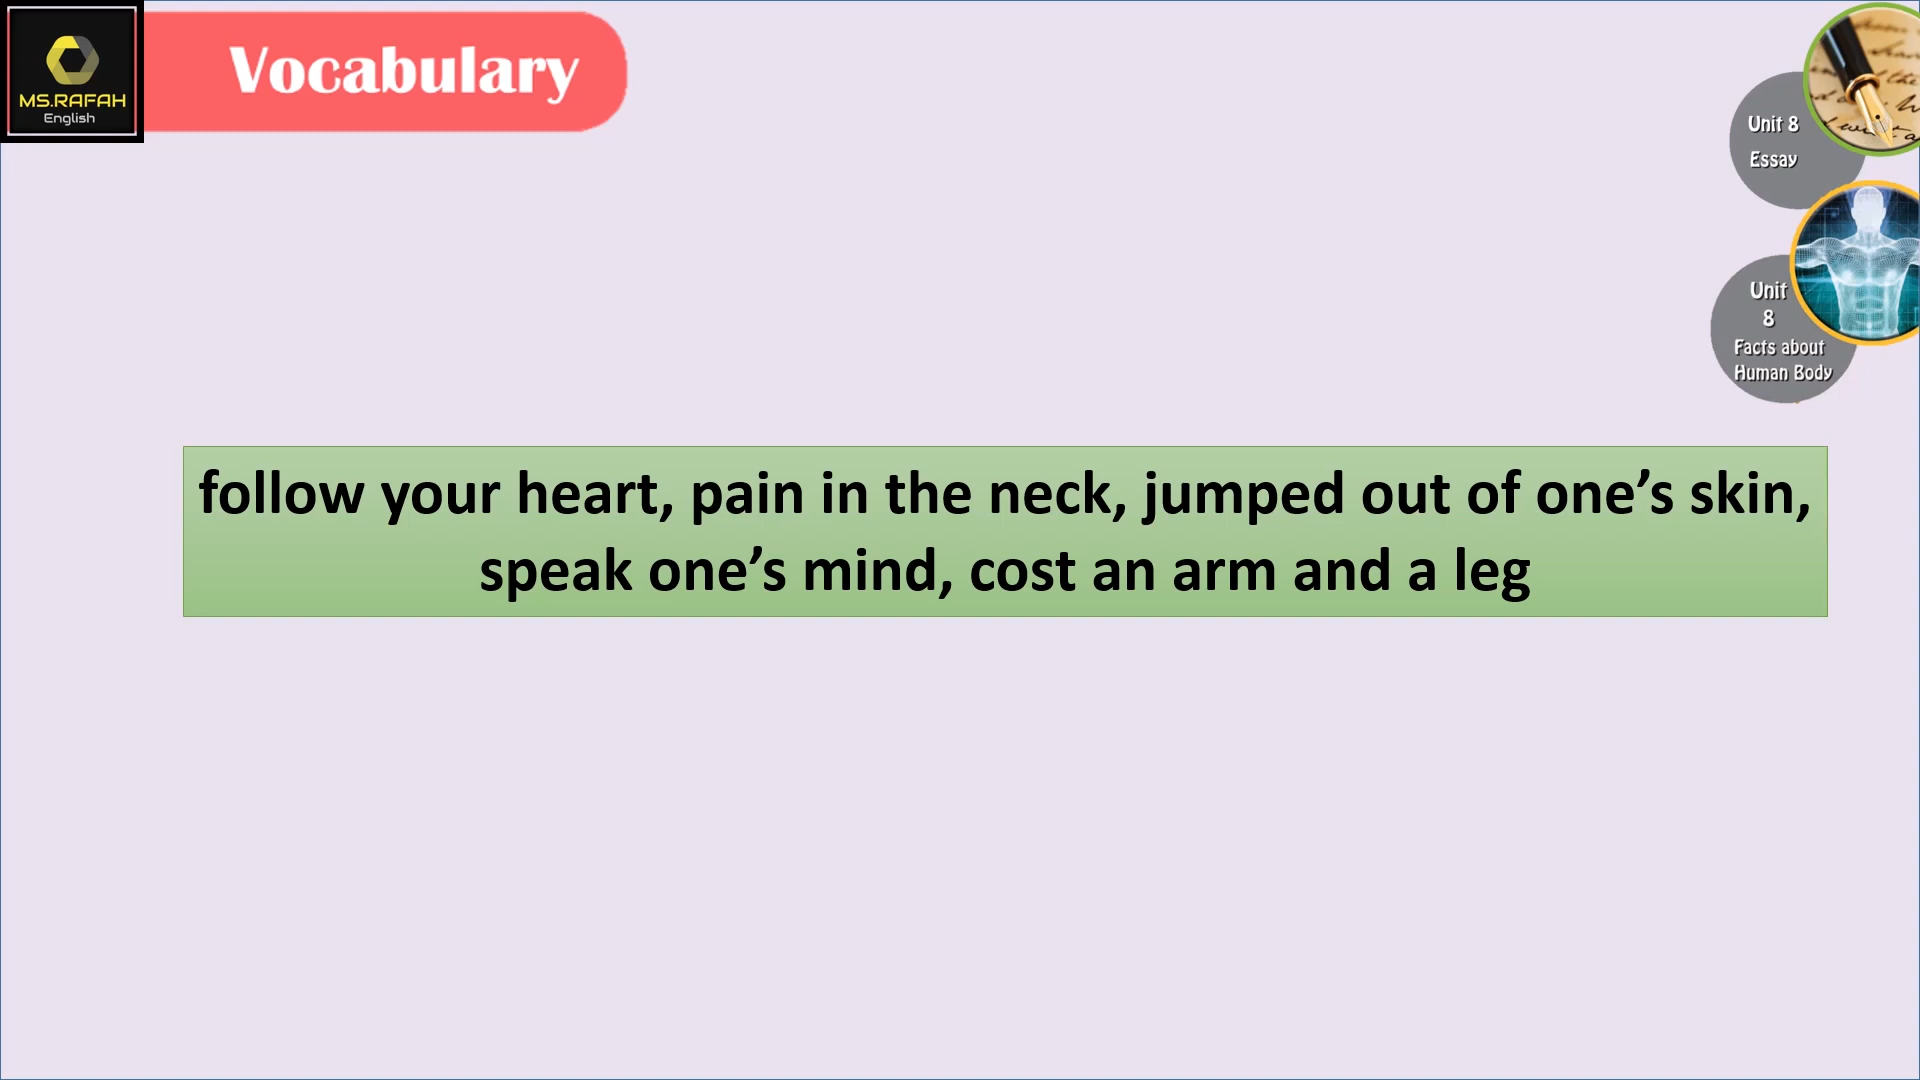 MS.RAFAH
English
Vocabulary
Unit 8
Essay
Unit
8
Facts about
Human Body
follow your heart, pain in the neck, jumped out of one’s skin,
speak one’s mind, cost an arm and a leg